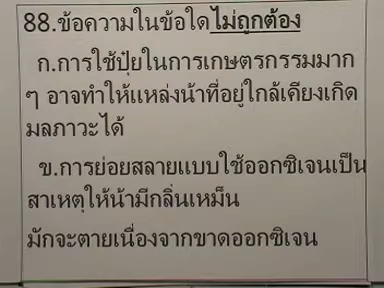 88.ข้อความในข้อใดไม่ถูกต้อง
ก.การใช้ปุ๋ยในการเกษตรกรรมมาก
ๆ อาจทำให้แหล่งน้ำที่อยู่ใกล้เคียงเกิด
มลภาวะได้
ข.การย่อยสลายแบบใช้ออกซิเจนเป็น
สาเหตุให้น้ำมีกลิ่นเหม็น
มักจะตายเนื่องจากขาดออกซิเจน